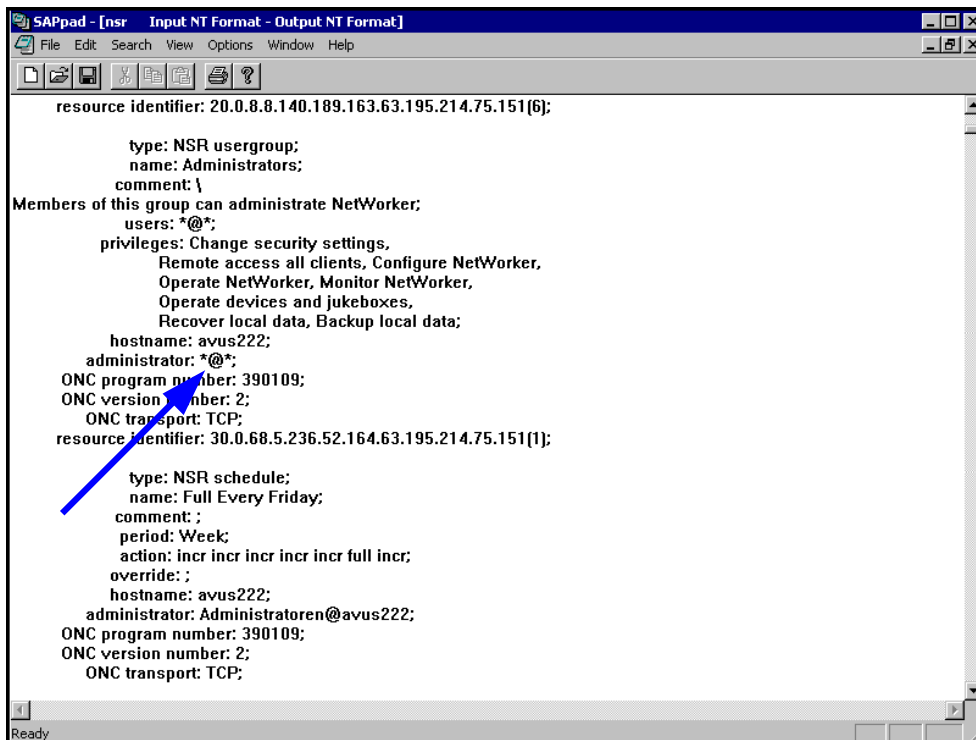 SAPpad - [nsr Input NT Format - Output NT Format]
File Edit Search View Options Window Help
resource identifier: 20.0.8.8.140.189.163.63.195.214.75.151(6);
type: NSR usergroup;
name: Administrators;
comment: \
Members of this group can administrate NetWorker;
users: *@*;
privileges: Change security settings,
Remote access all clients, Configure NetWorker,
Operate NetWorker, Monitor NetWorker,
Operate devices and jukeboxes,
Recover local data, Backup local data;
hostname: avus222;
administrator: *@*;
ONC program number: 390109;
ONC version number: 2;
ONC transport: TCP;
resource identifier: 30.0.68.5.236.52.164.63.195.214.75.151(1);
type: NSR schedule;
name: Full Every Friday;
comment: ;
period: Week;
action: incr incr incr incr incr full incr;
override: ;
hostname: avus222;
administrator: Administratoren@avus222;
ONC program number: 390109;
ONC version number: 2;
ONC transport: TCP;
Ready